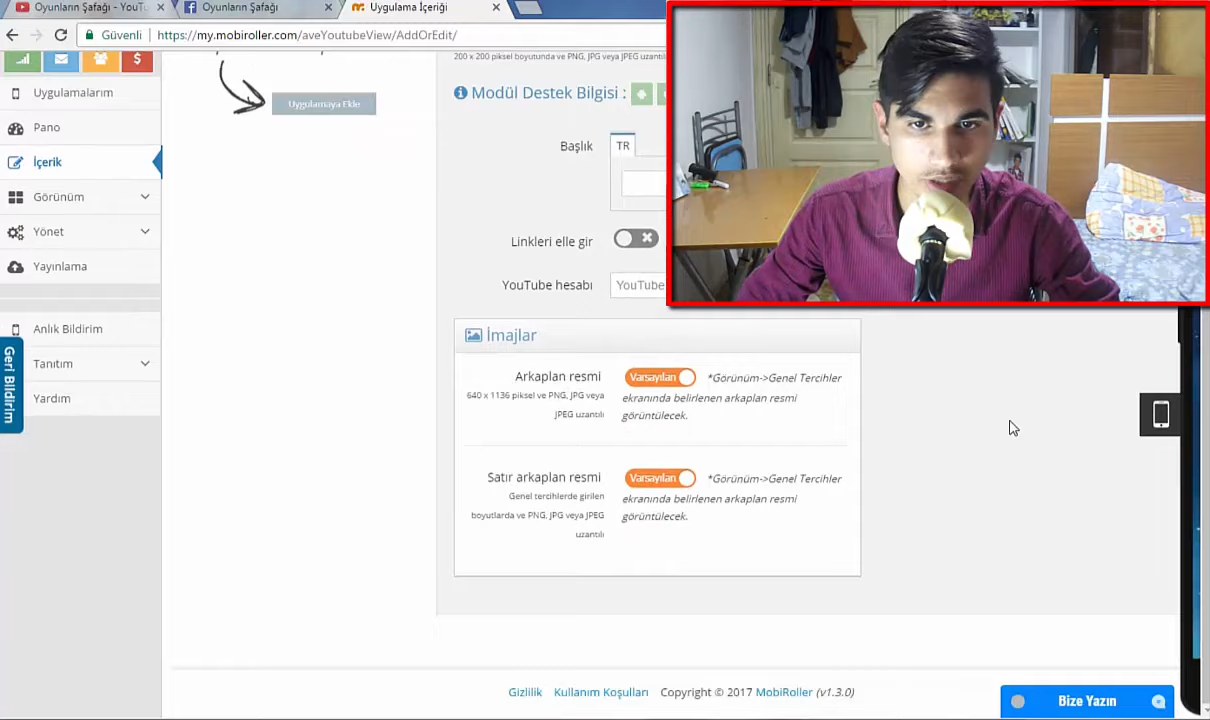 Oyunların Şafağı - YouTu
Oyunların Şafağı
Uygulama İçeriği
Güvenli
https://my.mobiroller.com/aveYoutubeView/AddOrEdit/
200 x 200 piksel boyutunda ve PNG, JPG veya JPEG uzantılı
$
Uygulamalarım
Pano
İçerik
Görünüm
Yönet
Yayınlama
Anlık Bildirim
Tanıtım
Yardım
Geri Bildirim
Uygulamaya Ekle
Modül Destek Bilgisi :
Başlık
TR
Linkleri elle gir
YouTube hesabı
YouTube
İmajlar
Arkaplan resmi
640 x 1136 piksel ve PNG, JPG veya
JPEG uzantılı
Varsayılan
*Görünüm->Genel Tercihler
ekranında belirlenen arkaplan resmi
görüntülecek.
Satır arkaplan resmi
Genel tercihlerde girilen
boyutlarda ve PNG, JPG veya JPEG
uzantılı
Varsayılan
*Görünüm->Genel Tercihler
ekranında belirlenen arkaplan resmi
görüntülecek.
Gizlilik
Kullanım Koşulları
Copyright © 2017 MobiRoller (v1.3.0)
Bize Yazın